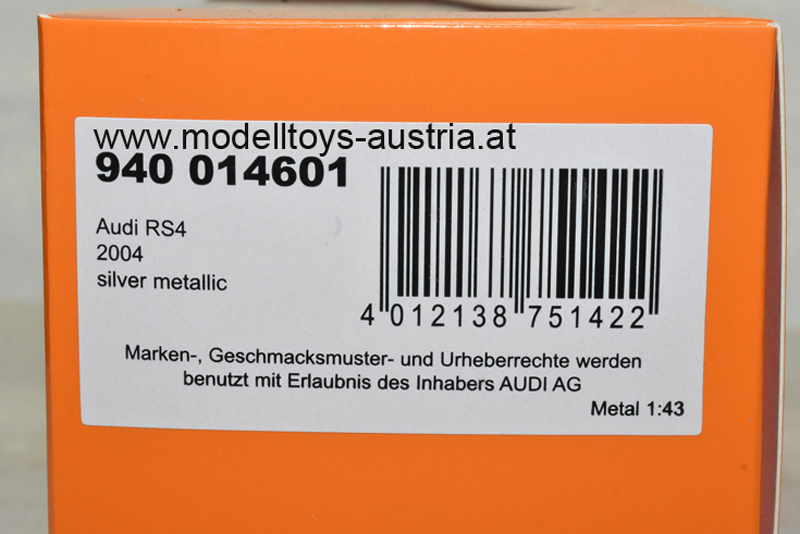 www.modelltoys-austria.at
940 014601
Audi RS4
2004
silver metallic
4 012138 751422
Marken-, Geschmacksmuster- und Urheberrechte werden
benutzt mit Erlaubnis des Inhabers AUDI AG
Metal 1:43